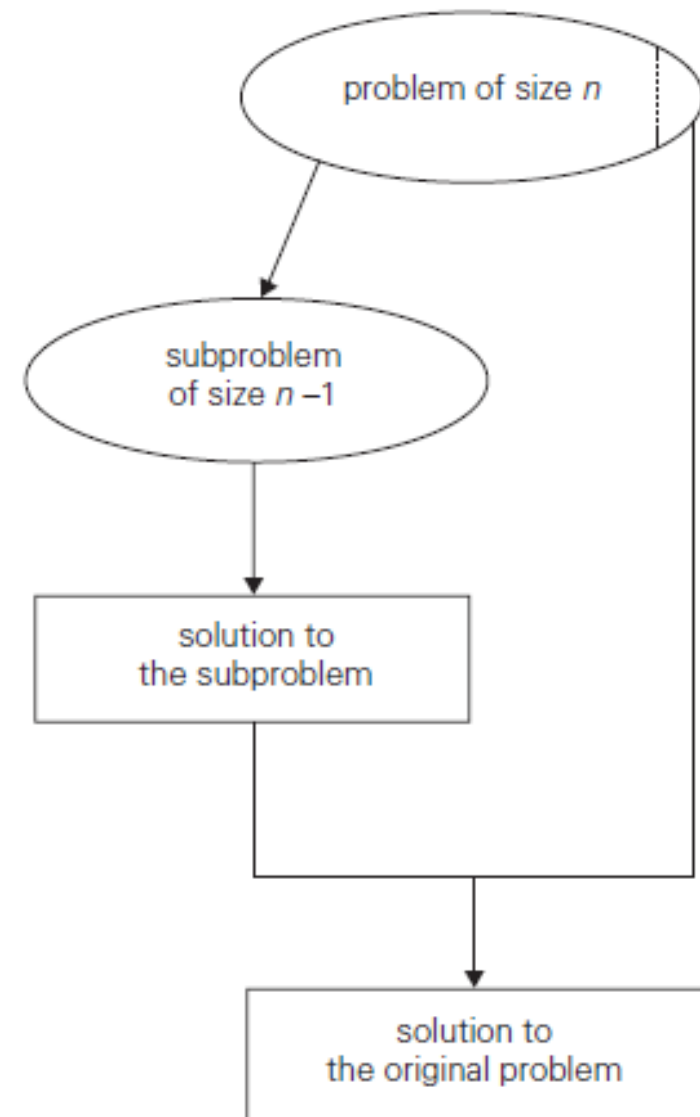 problem of size n
subproblem
of size n –1
solution to
the subproblem
solution to
the original problem